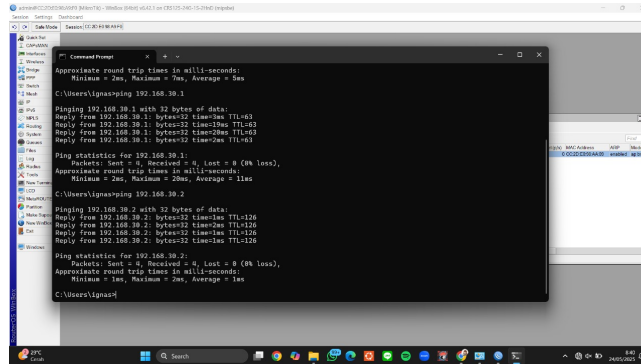 Service Settings Dashboard
Safe Mode
Quick Set
CAPsMAN
Interfaces
Wireless
Bridge
PPP
Switch
Mesh
IP
IPv6
MPLS
Routing
System
Queues
Files
Log
Radius
Tools
New Terminal
LCD
MetaROUTER
Partition
New WinBox
Exit
Windows
RouterOS WinBox
Command Prompt
Approximate round trip times in milli-seconds:
Minimum = 2ms, Maximum = 7ms, Average = 5ms
C:\Users\ignas>ping 192.168.30.1
Pinging 192.168.30.1 with 32 bytes of data:
Reply from 192.168.30.1: bytes=32 time=3ms TTL=63
Reply from 192.168.30.1: bytes=32 time=19ms TTL=63
Reply from 192.168.30.1: bytes=32 time=20ms TTL=63
Reply from 192.168.30.1: bytes=32 time=2ms TTL=63
Ping statistics for 192.168.30.1:
Packets: Sent = 4, Received = 4, Lost = 0 (0% loss),
Approximate round trip times in milli-seconds:
Minimum = 2ms, Maximum = 20ms, Average = 11ms
C:\Users\ignas>ping 192.168.30.2
Pinging 192.168.30.2 with 32 bytes of data:
Reply from 192.168.30.2: bytes=32 time=1ms TTL=126
Reply from 192.168.30.2: bytes=32 time=2ms TTL=126
Reply from 192.168.30.2: bytes=32 time=1ms TTL=126
Reply from 192.168.30.2: bytes=32 time=1ms TTL=126
Ping statistics for 192.168.30.2:
Packets: Sent = 4, Received = 4, Lost = 0 (0% loss),
Approximate round trip times in milli-seconds:
Minimum = 1ms, Maximum = 2ms, Average = 1ms
C:\Users\ignas>
Find
MAC Address ARP
enabled
29°C
Cerah
Search
8:40
24/05/2025